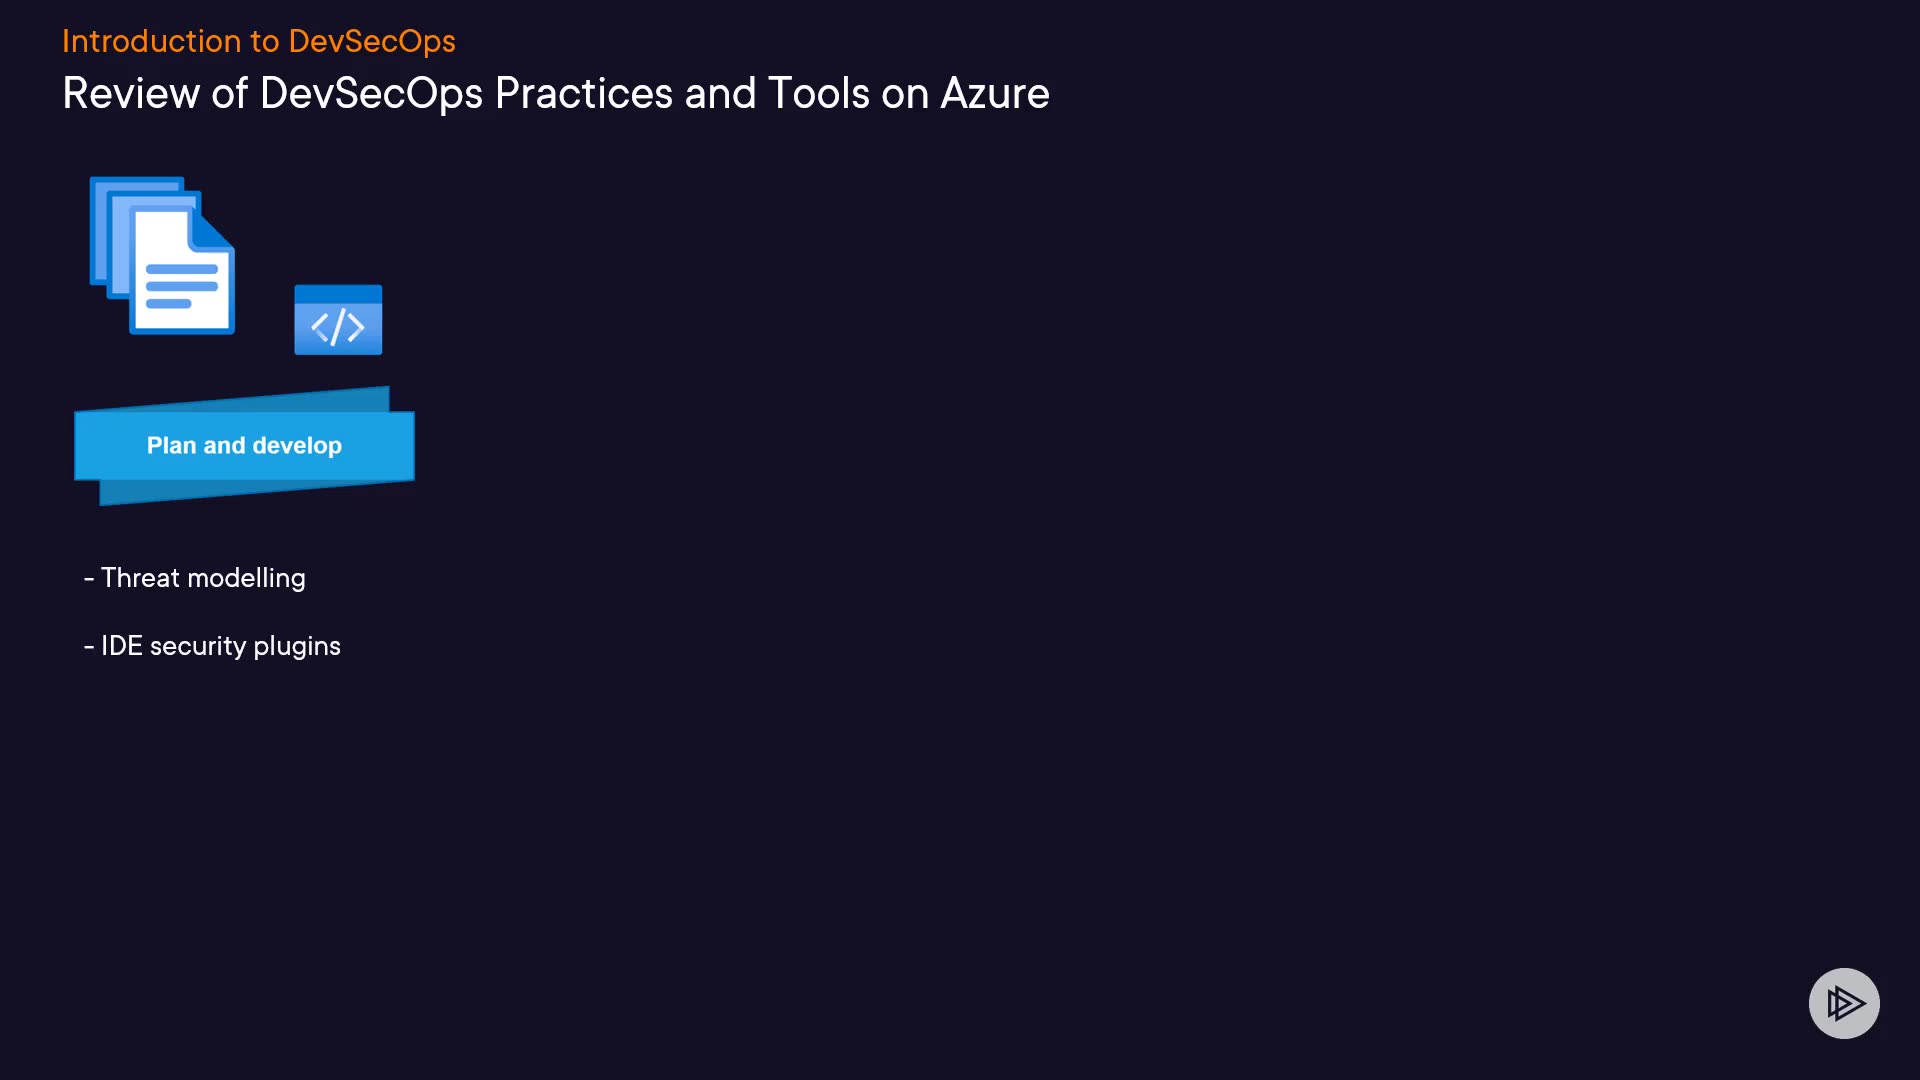 Introduction to DevSecOps
Review of DevSecOps Practices and Tools on Azure
</>
Plan and develop
- Threat modelling
- IDE security plugins